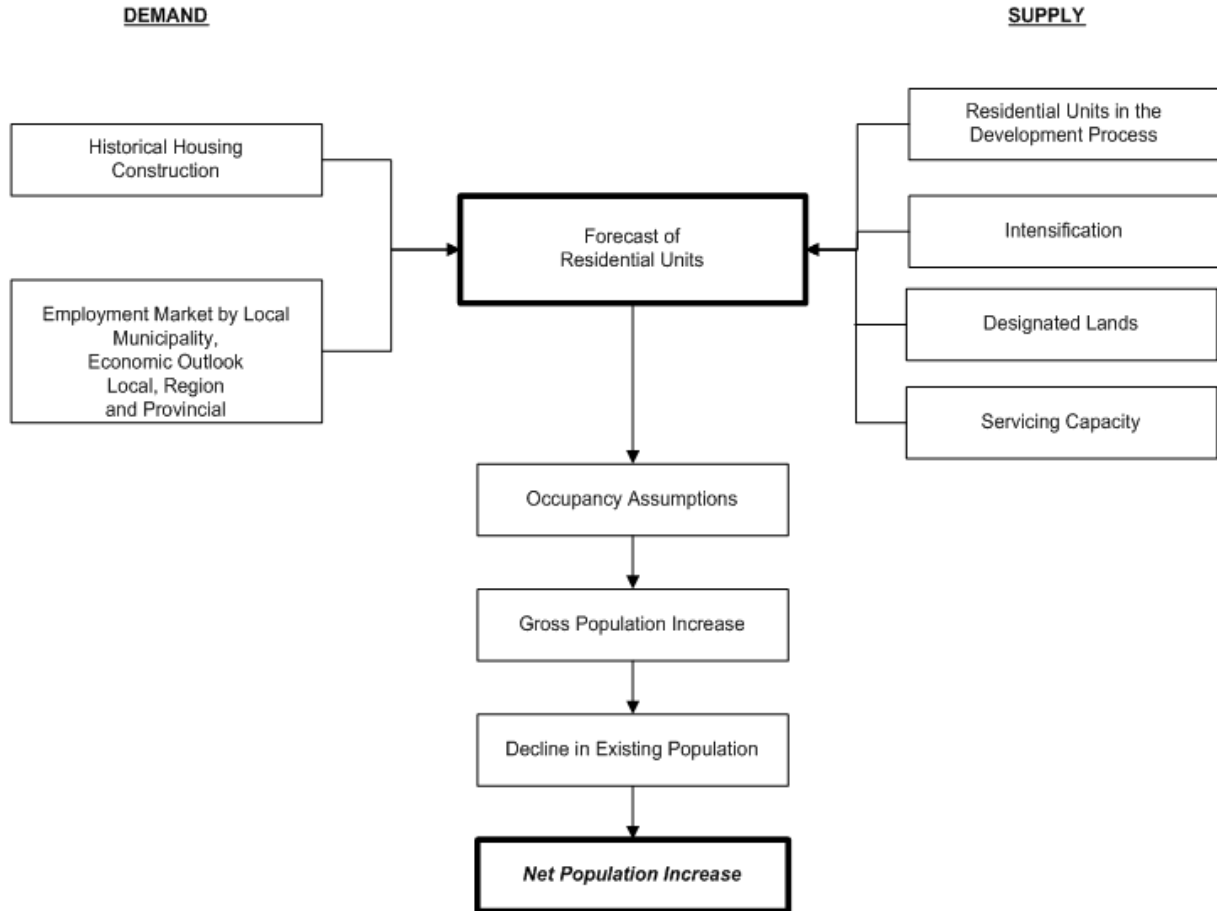 DEMAND
SUPPLY
Historical Housing
Construction
Employment Market by Local
Municipality,
Economic Outlook
Local, Region
and Provincial
Forecast of
Residential Units
Residential Units in the
Development Process
Intensification
Designated Lands
Servicing Capacity
Occupancy Assumptions
Gross Population Increase
Decline in Existing Population
Net Population Increase